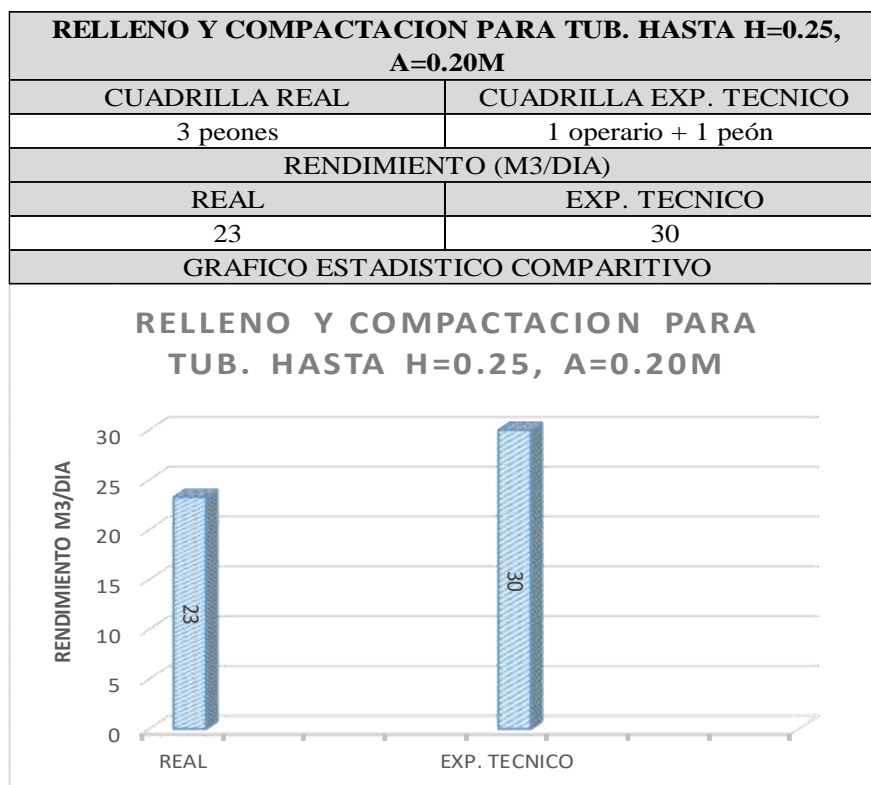 RELLENO Y COMPACTACION PARA TUB. HASTA H=0.25,
A=0.20M
CUADRILLA REAL CUADRILLA EXP. TECNICO
3 peones 1 operario + 1 peón
RENDIMIENTO (M3/DIA)
REAL EXP. TECNICO
23 30
GRAFICO ESTADISTICO COMPARITIVO
RELLENO Y COMPACTACION PARA
TUB. HASTA H=0.25, A=0.20M
RENDIMIENTO M3/DIA
30
25
20
15
10
5
0
23
30
REAL EXP. TECNICO